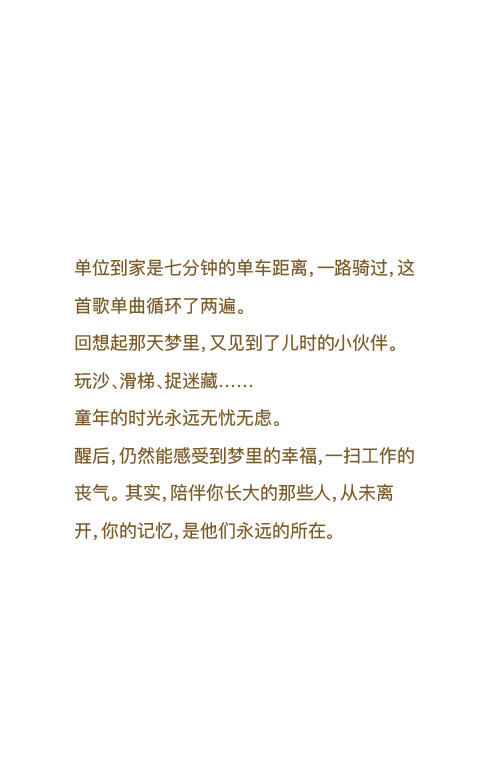 单位到家是七分钟的单车距离，一路骑过，这
首歌单曲循环了两遍。
回想起那天梦里，又见到了儿时的小伙伴。
玩沙、滑梯、捉迷藏……
童年的时光永远无忧无虑。
醒后，仍然能感受到梦里的幸福，一扫工作的
丧气。其实，陪伴你长大的那些人，从未离
开，你的记忆，是他们永远的所在。